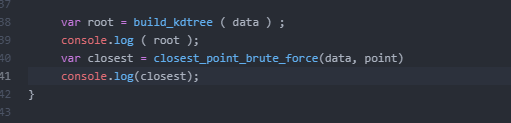 37
38 var root = build_kdtree ( data ) ;
39 console.log ( root );
40 var closest = closest_point_brute_force(data, point)
41 console.log(closest);
42 }
43